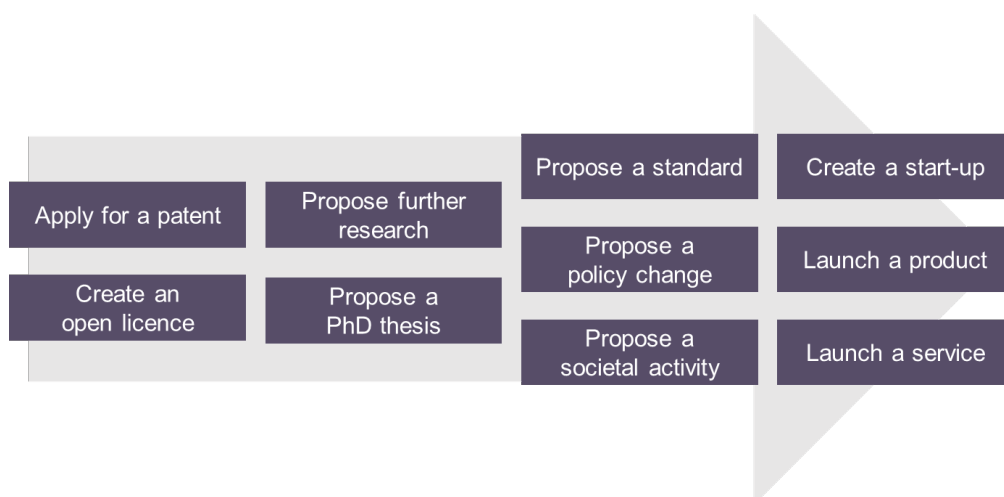 Apply for a patent
Create an
open licence
Propose further
research
Propose a
PhD thesis
Propose a standard
Propose a
policy change
Propose a
societal activity
Create a start-up
Launch a product
Launch a service